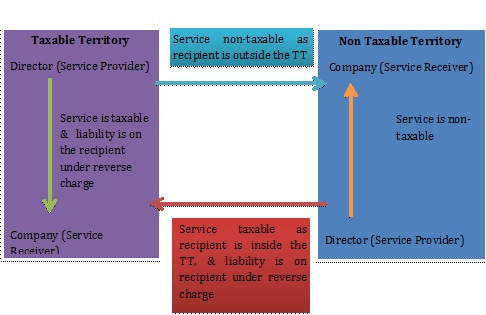 Taxable Territory
Director (Service Provider)
Service is taxable
& liability is on
the recipient
under reverse
charge
Company (Service
Receiver)
Service non-taxable as
recipient is outside the TT
Service taxable as
recipient is inside the
TT, & liability is on
recipient under reverse
charge
Non Taxable Territory
Company (Service Receiver)
Service is non-
taxable
Director (Service Provider)